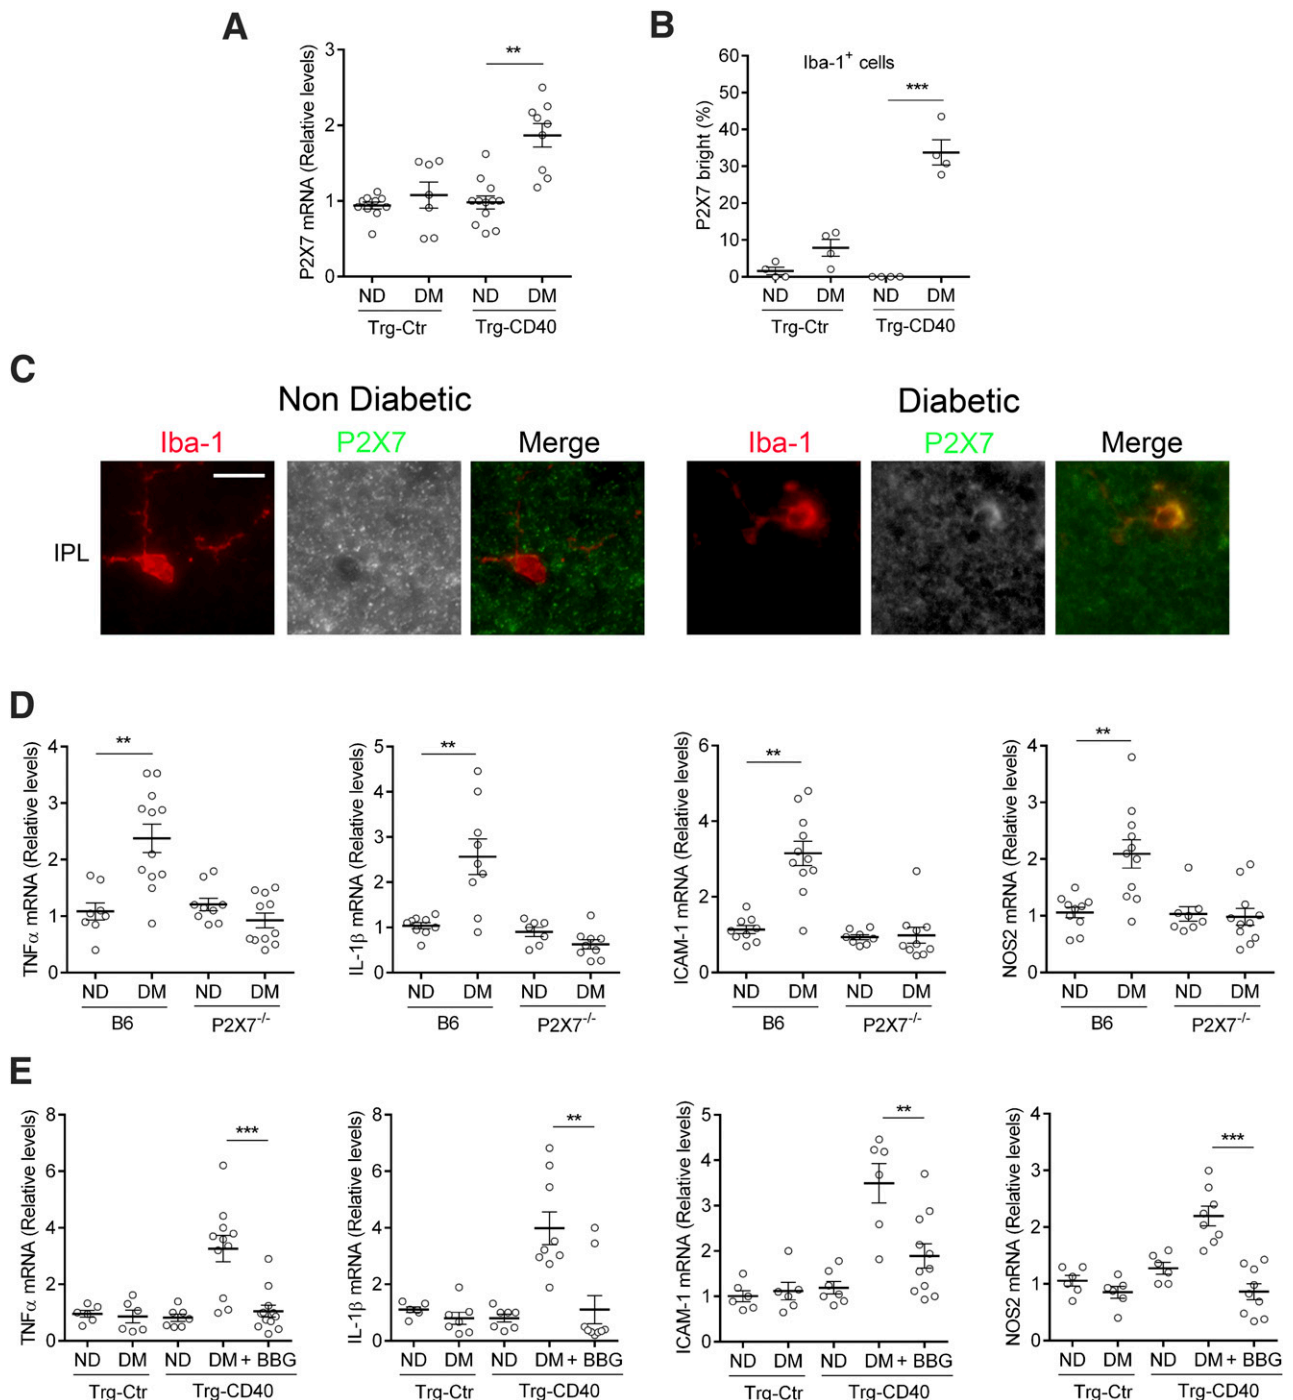 A
P2X7 mRNA (Relative levels)
3
2
1
0
**
ND DM ND DM
Trg-Ctr Trg-CD40
B
P2X7 bright (%)
60
50
40
30
20
10
0
Iba-1+ cells
***
ND DM ND DM
Trg-Ctr Trg-CD40
C
Non Diabetic Diabetic
Iba-1 P2X7 Merge Iba-1 P2X7 Merge
IPL
D
TNFα mRNA (Relative levels)
4
3
2
1
0
**
ND DM ND DM
B6 P2X7-/-
IL-1β mRNA (Relative levels)
5
4
3
2
1
0
**
ND DM ND DM
B6 P2X7-/-
ICAM-1 mRNA (Relative levels)
6
4
2
0
**
ND DM ND DM
B6 P2X7-/-
NOS2 mRNA (Relative levels)
4
3
2
1
0
**
ND DM ND DM
B6 P2X7-/-
E
TNFα mRNA (Relative levels)
8
6
4
2
0
***
ND DM ND DM + BBG
Trg-Ctr Trg-CD40
IL-1β mRNA (Relative levels)
8
6
4
2
0
**
ND DM ND DM + BBG
Trg-Ctr Trg-CD40
ICAM-1 mRNA (Relative levels)
5
4
3
2
1
0
**
ND DM ND DM + BBG
Trg-Ctr Trg-CD40
NOS2 mRNA (Relative levels)
4
3
2
1
0
***
ND DM ND DM + BBG
Trg-Ctr Trg-CD40